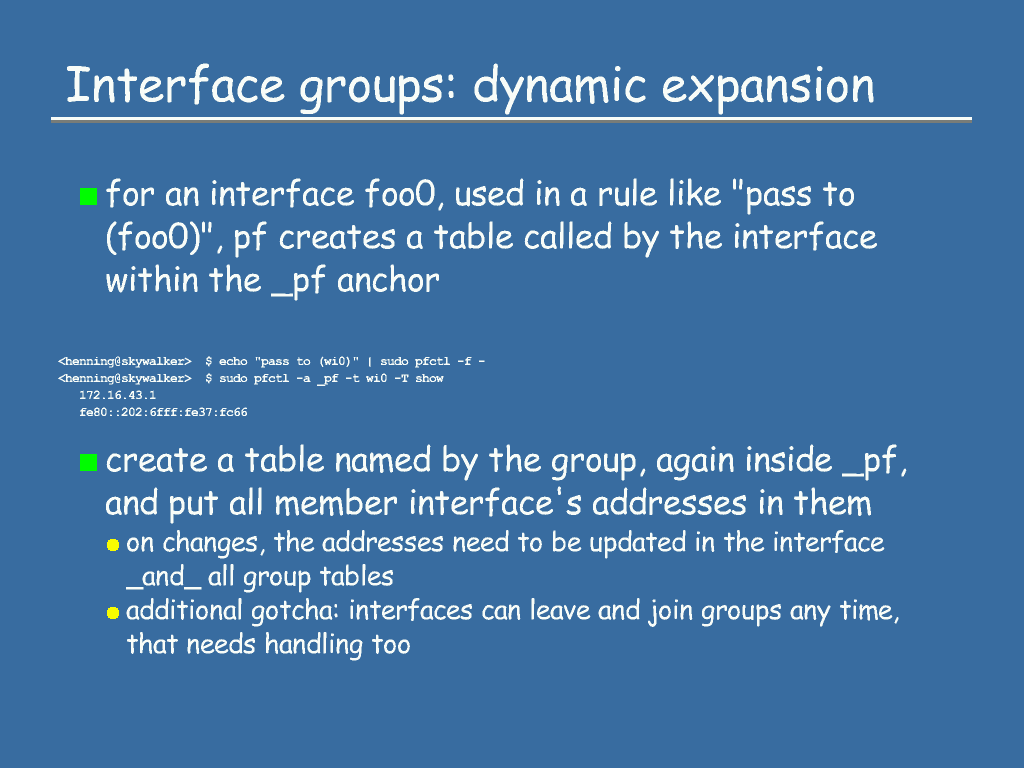 Interface groups: dynamic expansion
for an interface foo0, used in a rule like "pass to
(foo0)", pf creates a table called by the interface
within the _pf anchor
<henning@skywalker>  $ echo "pass to (wi0)" | sudo pfctl -f -
<henning@skywalker>  $ sudo pfctl -a _pf -t wi0 -T show
172.16.43.1
fe80::202:6fff:fe37:fc66
create a table named by the group, again inside _pf,
and put all member interface's addresses in them
on changes, the addresses need to be updated in the interface
_and_ all group tables
additional gotcha: interfaces can leave and join groups any time,
that needs handling too